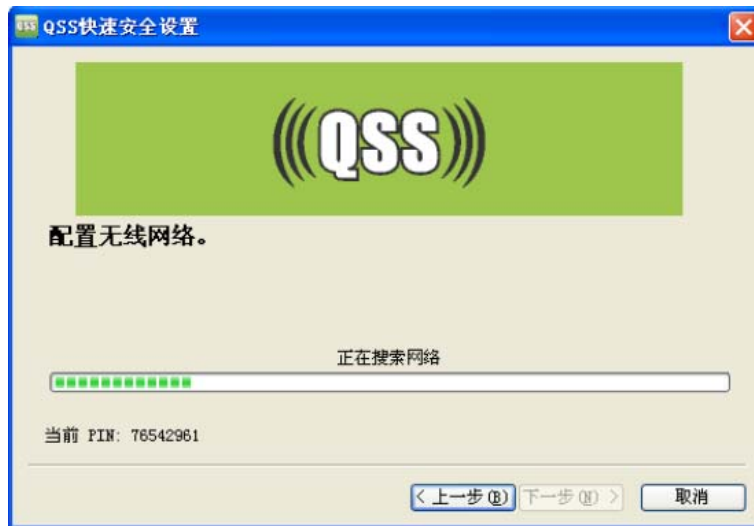 QSS QSS快速安全设置
(((QSS)))
配置无线网络。
正在搜索网络
当前 PIN: 76542961
< 上一步(B) 下一步(N) > 取消